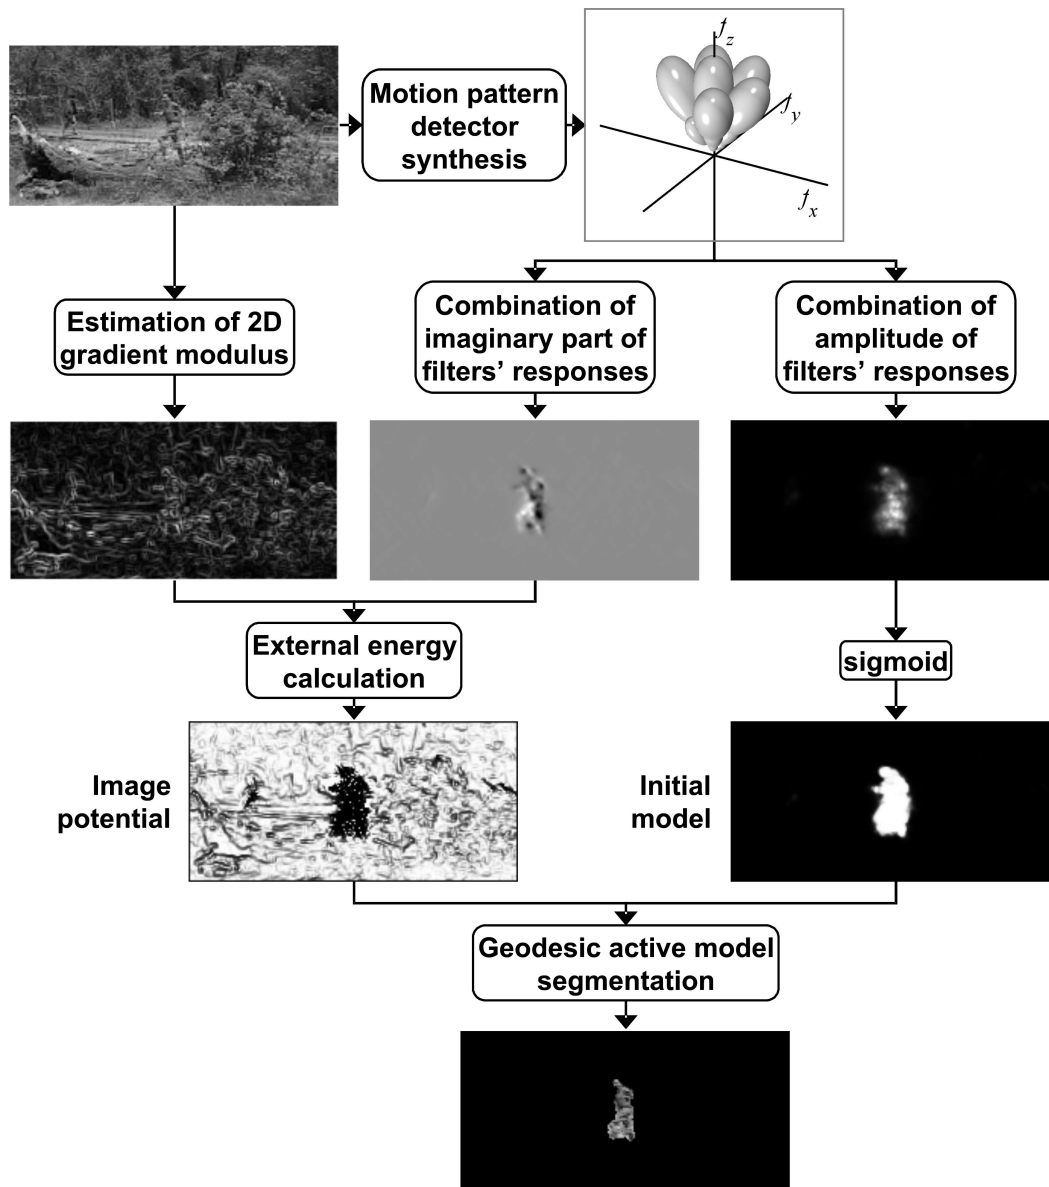 Motion pattern
detector
synthesis
f_z
f_y
f_x
Estimation of 2D
gradient modulus
Combination of
imaginary part of
filters’ responses
Combination of
amplitude of
filters’ responses
External energy
calculation
sigmoid
Image
potential
Initial
model
Geodesic active model
segmentation